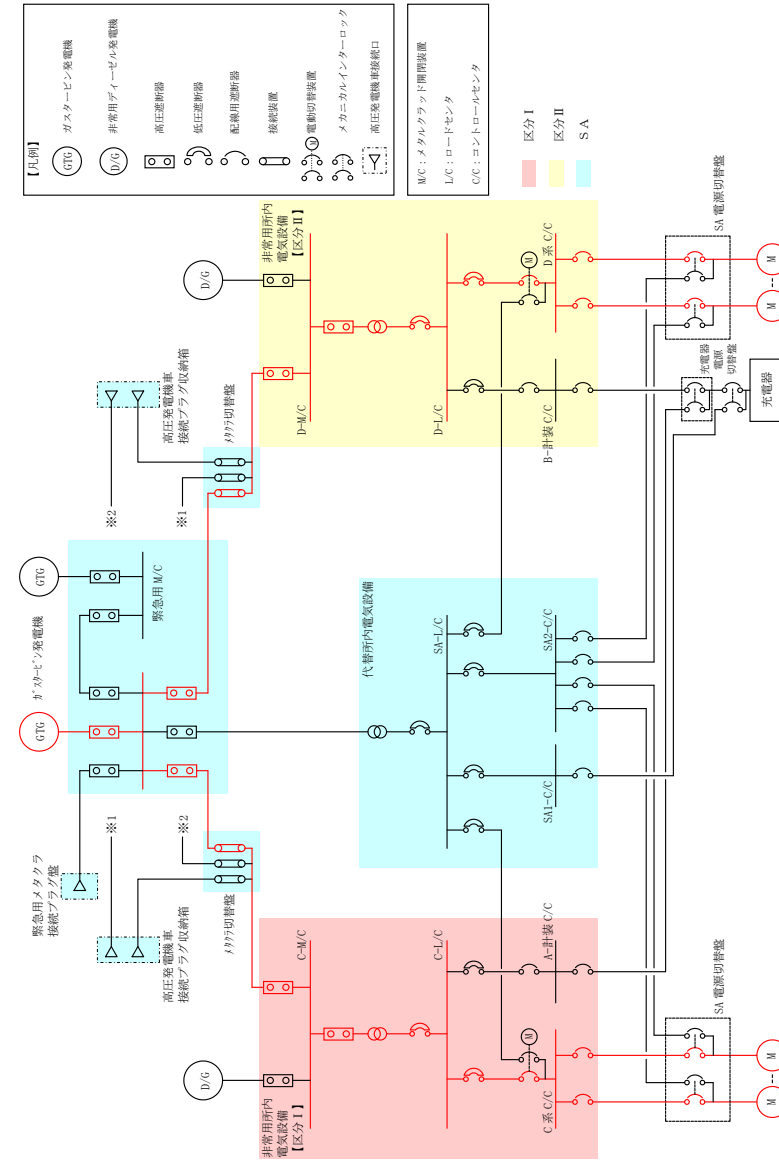 【凡例】
GTG
ガスタービン発電機
D/G
非常用ディーゼル発電機
高圧遮断器
低圧遮断器
配線用遮断器
接続装置
M
電動切替装置
メカニカルインターロック
高圧発電機車接続口
M/C：メタルクラッド開閉装置
L/C：ロードセンタ
C/C：コントロールセンタ
区分Ⅰ
区分Ⅱ
ＳＡ
緊急用メタクラ
接続プラグ盤
ガスタービン発電機
GTG
GTG
緊急用 M/C
高圧発電機車
接続プラグ収納箱
※1
※2
メタクラ切替盤
高圧発電機車
接続プラグ収納箱
※2
※1
メタクラ切替盤
D/G
非常用所内
電気設備
【区分Ⅰ】
C-M/C
C-L/C
M
C 系 C/C
A-計装 C/C
代替所内電気設備
SA-L/C
SA1-C/C
SA2-C/C
D/G
非常用所内
電気設備
【区分Ⅱ】
D-M/C
D-L/C
M
B-計装 C/C
D 系 C/C
SA 電源切替盤
M
M
充電器
電源
切替盤
充電器
SA 電源切替盤
M
M